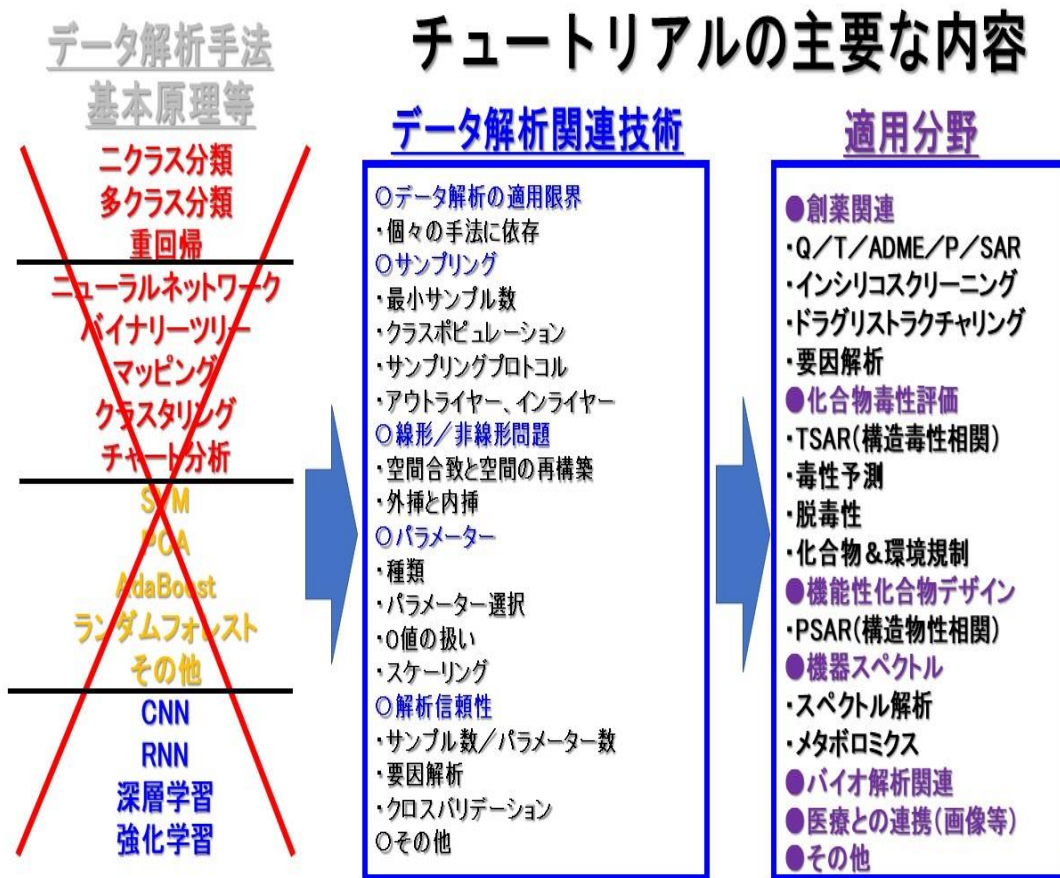 データ解析手法
基本原理等
二クラス分類
多クラス分類
重回帰
ニューラルネットワーク
バイナリーツリー
マッピング
クラスタリング
チャート分析
SVM
PCA
AdaBoost
ランダムフォレスト
その他
CNN
RNN
深層学習
強化学習
チュートリアルの主要な内容
データ解析関連技術
○データ解析の適用限界
・個々の手法に依存
○サンプリング
・最小サンプル数
・クラスポピュレーション
・サンプリングプロトコル
・アウトライヤー、インライヤー
○線形／非線形問題
・空間合致と空間の再構築
・外挿と内挿
○パラメーター
・種類
・パラメーター選択
・0値の扱い
・スケーリング
○解析信頼性
・サンプル数／パラメーター数
・要因解析
・クロスバリデーション
○その他
適用分野
●創薬関連
・Q／T／ADME／P／SAR
・インシリコスクリーニング
・ドラグリストラクチャリング
・要因解析
●化合物毒性評価
・TSAR(構造毒性相関)
・毒性予測
・脱毒性
・化合物＆環境規制
●機能性化合物デザイン
・PSAR(構造物性相関)
●機器スペクトル
・スペクトル解析
・メタボロミクス
●バイオ解析関連
●医療との連携(画像等)
●その他